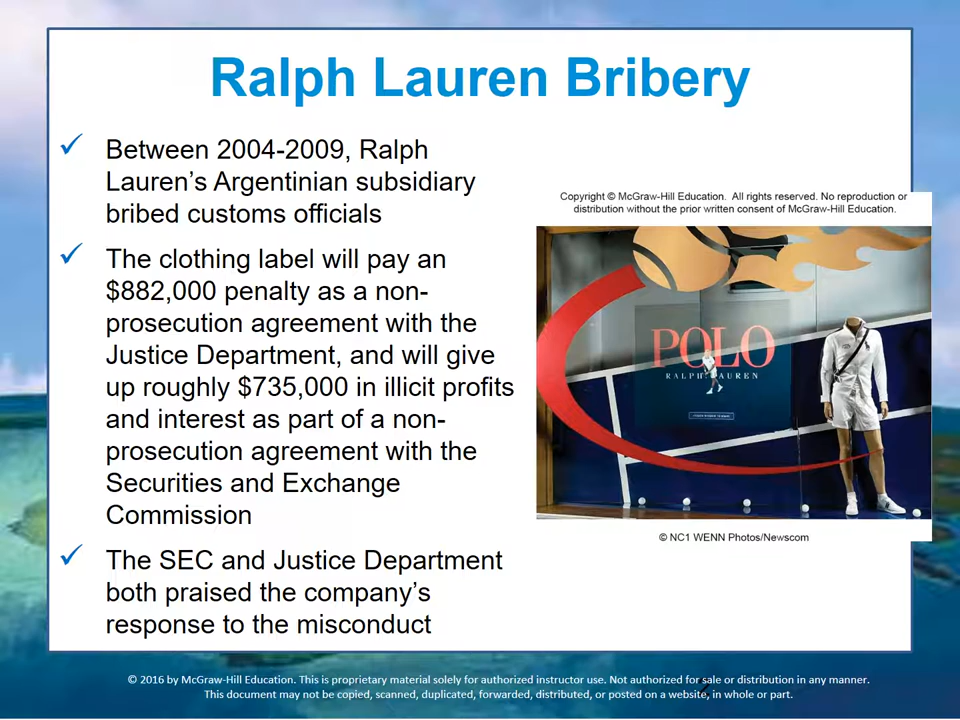 Ralph Lauren Bribery
Between 2004-2009, Ralph
Lauren's Argentinian subsidiary
bribed customs officials
The clothing label will pay an
$882,000 penalty as a non-
prosecution agreement with the
Justice Department, and will give
up roughly $735,000 in illicit profits
and interest as part of a non-
prosecution agreement with the
Securities and Exchange
Commission
The SEC and Justice Department
both praised the company's
response to the misconduct
Copyright © McGraw-Hill Education. All rights reserved. No reproduction or
distribution without the prior written consent of McGraw-Hill Education.
POLO
RALPH LAUREN
© NC1 WENN Photos/Newscom
© 2016 by McGraw-Hill Education. This is proprietary material solely for authorized instructor use. Not authorized for sale or distribution in any manner.
This document may not be copied, scanned, duplicated, forwarded, distributed, or posted on a website, in whole or part.